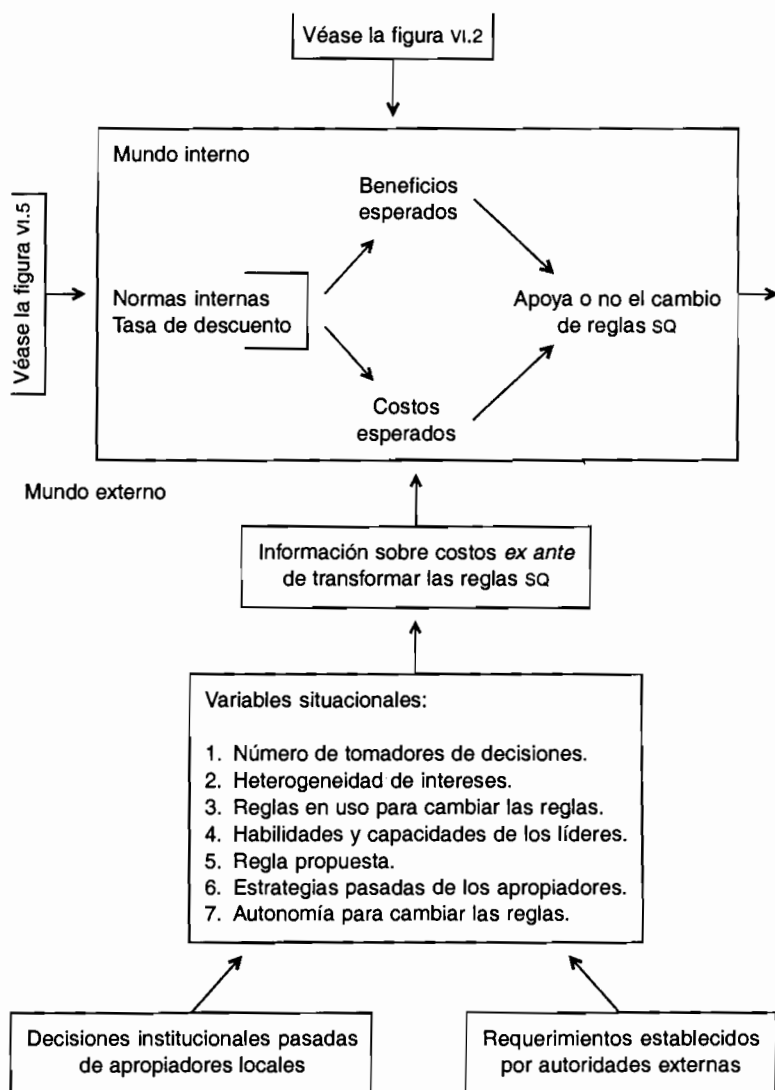 Véase la figura VI.2
Mundo interno
Beneficios
esperados
Véase la figura VI.5
Normas internas
Tasa de descuento
Apoya o no el cambio
de reglas SQ
Costos
esperados
Mundo externo
Información sobre costos ex ante
de transformar las reglas SQ
Variables situacionales:
1. Número de tomadores de decisiones.
2. Heterogeneidad de intereses.
3. Reglas en uso para cambiar las reglas.
4. Habilidades y capacidades de los líderes.
5. Regla propuesta.
6. Estrategias pasadas de los apropiadores.
7. Autonomía para cambiar las reglas.
Decisiones institucionales pasadas
de apropiadores locales
Requerimientos establecidos
por autoridades externas